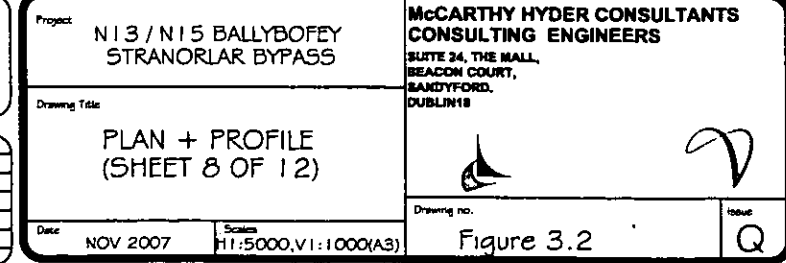 Project
N13/N15 BALLYBOFEY
STRANORLAR BYPASS
McCARTHY HYDER CONSULTANTS
CONSULTING ENGINEERS
SUITE 24, THE MALL,
BEACON COURT,
SANDYFORD,
DUBLIN18
Drawing Title
PLAN + PROFILE
(SHEET 8 OF 12)
Date
NOV 2007
Scales
H1:5000,V1:1000(A3)
Drawing no.
Figure 3.2
Issue
Q